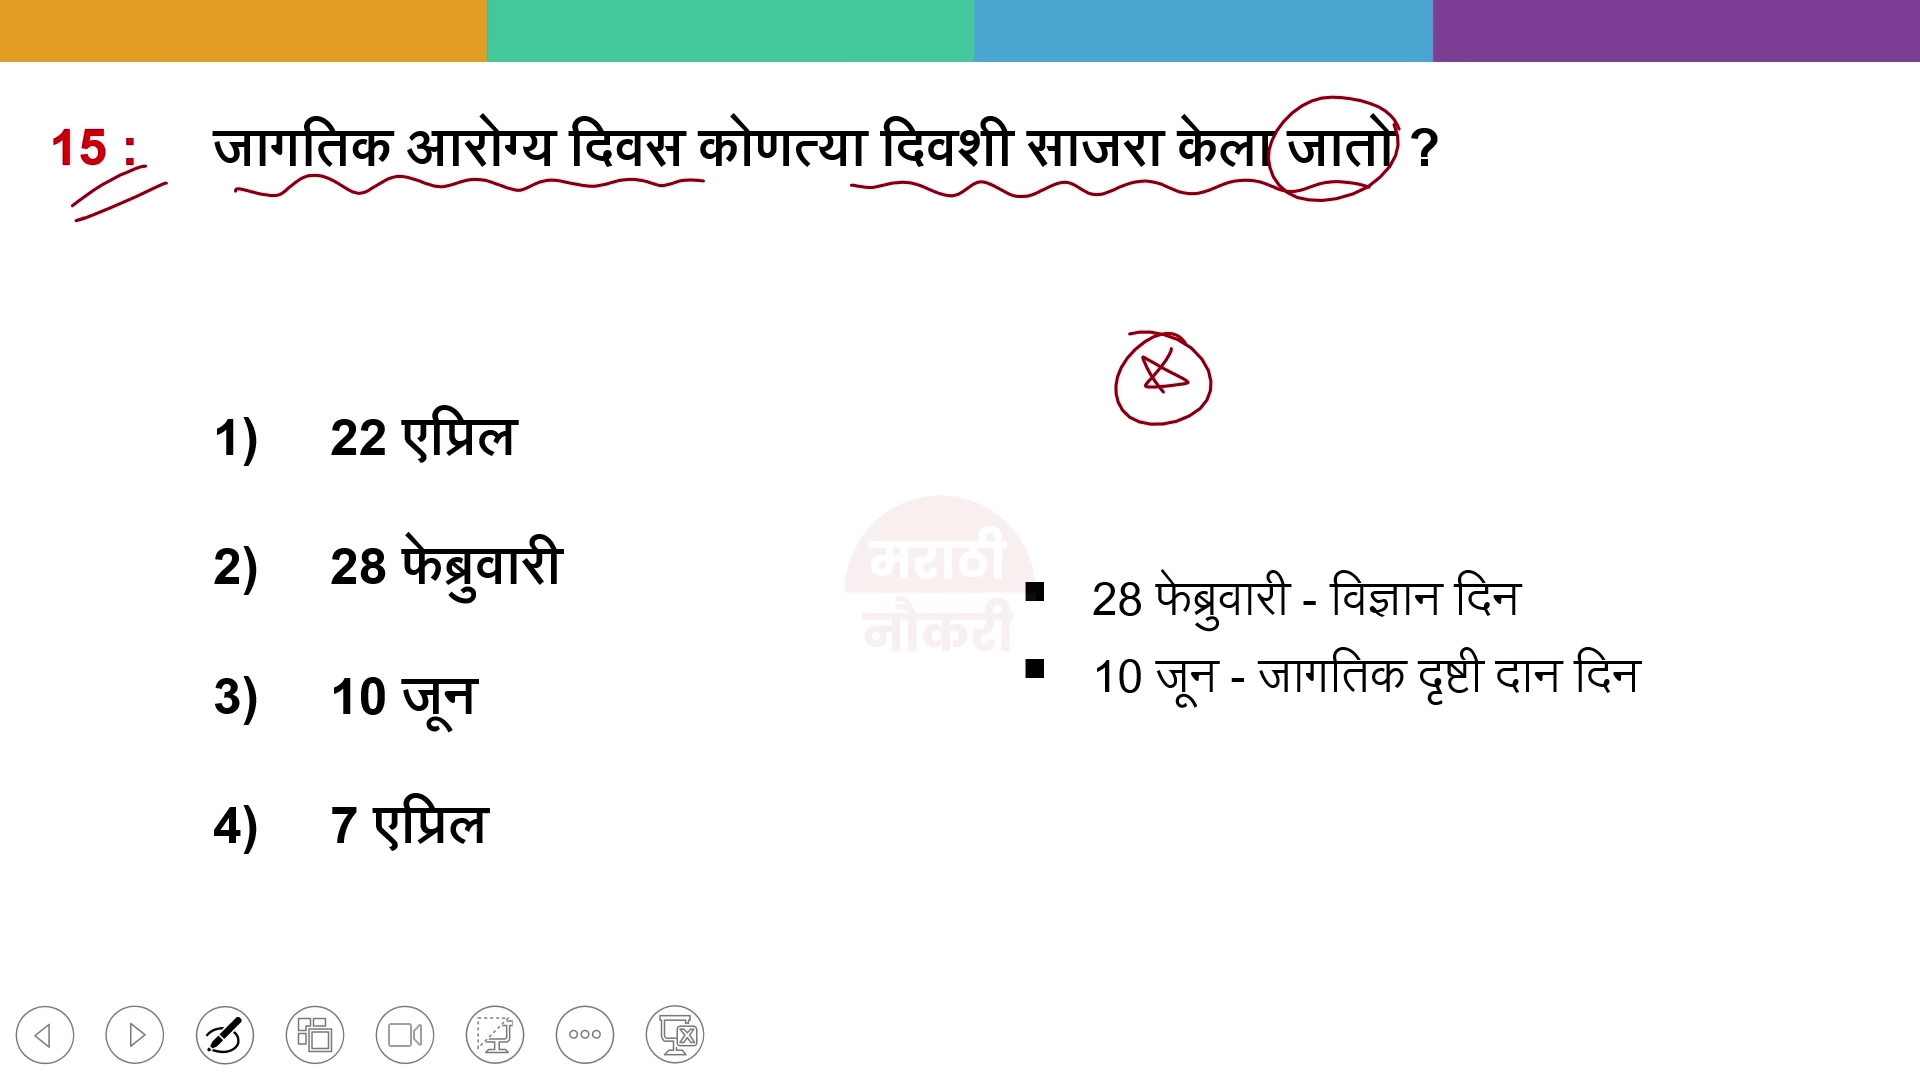 15 : जागतिक आरोग्य दिवस कोणत्या दिवशी साजरा केला जातो ?
1) 22 एप्रिल
2) 28 फेब्रुवारी
3) 10 जून
4) 7 एप्रिल
मराठी
नौकरी
▪ 28 फेब्रुवारी - विज्ञान दिन
▪ 10 जून - जागतिक दृष्टी दान दिन